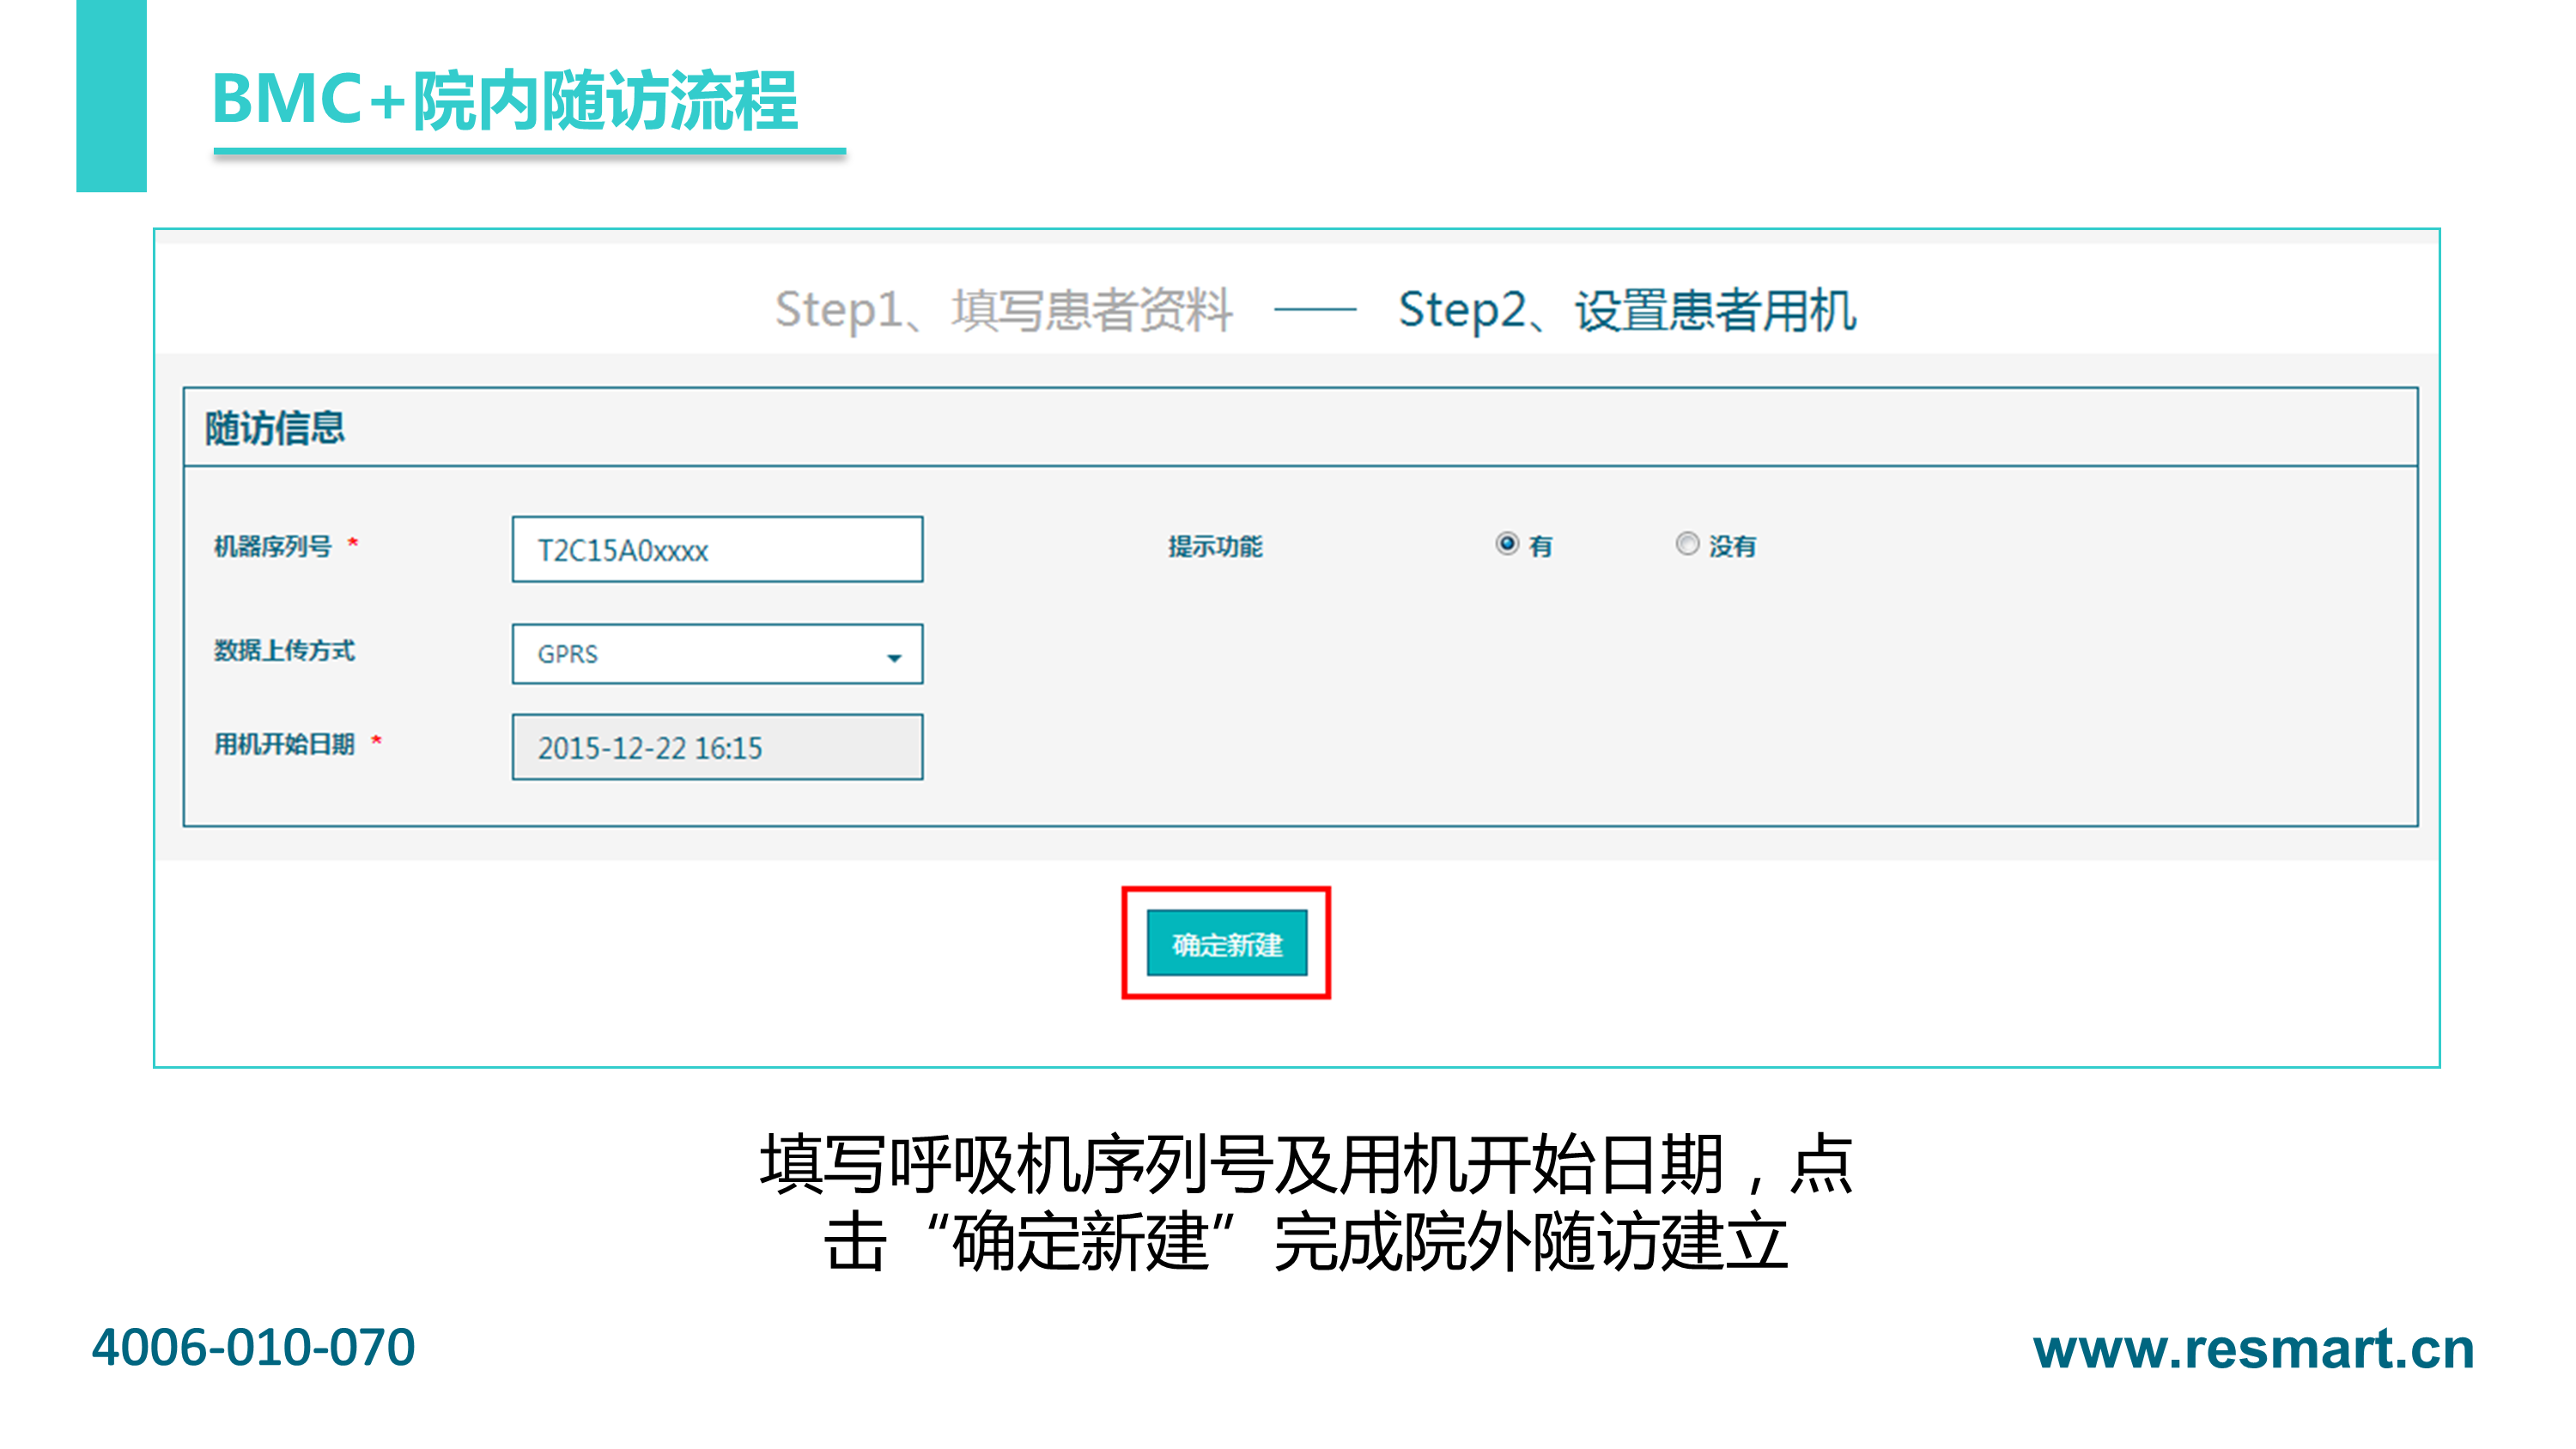 BMC+院内随访流程
Step1、填写患者资料 —— Step2、设置患者用机
随访信息
机器序列号 * T2C15A0xxxx 提示功能 有 没有
数据上传方式 GPRS
用机开始日期 * 2015-12-22 16:15
确定新建
填写呼吸机序列号及用机开始日期，点
击“确定新建”完成院外随访建立
4006-010-070 www.resmart.cn